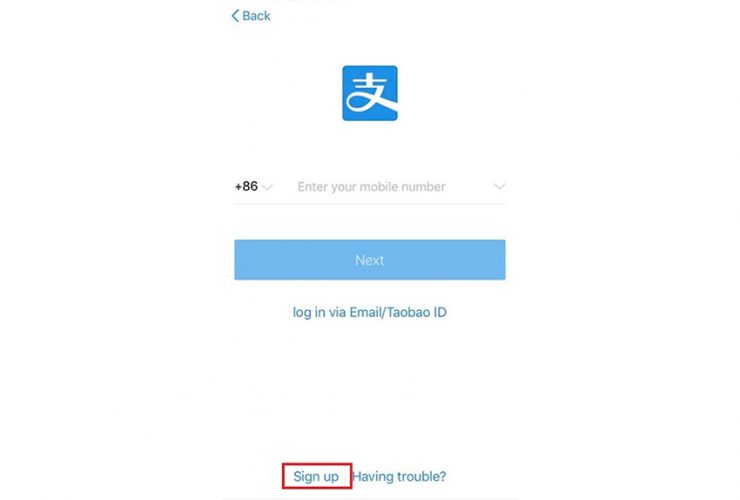 Back
支
+86 Enter your mobile number
Next
log in via Email/Taobao ID
Sign up Having trouble?